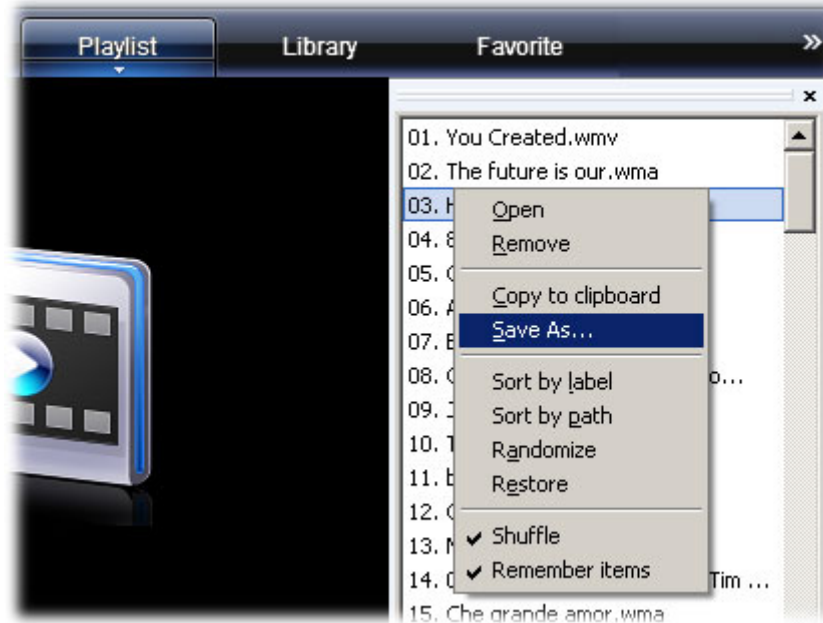 Playlist Library Favorite »
01. You Created.wmv
02. The future is our.wma
03. H
Open
04. 8
Remove
05.
06. A
Copy to clipboard
07. E
Save As...
08. o...
Sort by label
09. J
Sort by path
10. T
Randomize
11. b
Restore
12.
13. M
Shuffle
14. Tim ...
Remember items
15. Che grande amor.wma